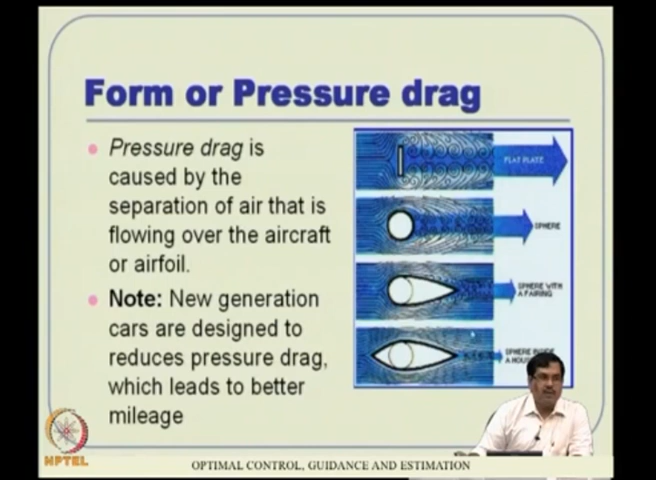 Form or Pressure drag
Pressure drag is
caused by the
separation of air that is
flowing over the aircraft
or airfoil.
Note: New generation
cars are designed to
reduces pressure drag,
which leads to better
mileage
FLAT PLATE
SPHERE
SPHERE WITH
A FAIRING
SPHERE INSIDE
A
NPTEL
OPTIMAL CONTROL, GUIDANCE AND ESTIMATION